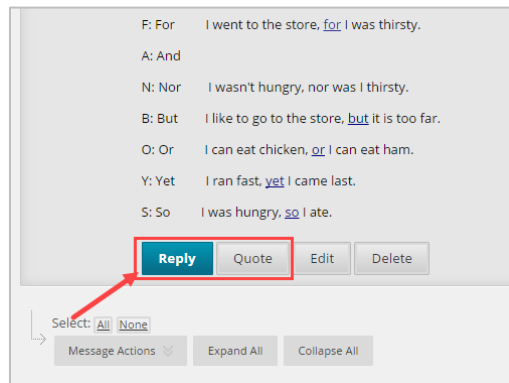 F: For I went to the store, for I was thirsty.
A: And
N: Nor I wasn't hungry, nor was I thirsty.
B: But I like to go to the store, but it is too far.
O: Or I can eat chicken, or I can eat ham.
Y: Yet I ran fast, yet I came last.
S: So I was hungry, so I ate.
Reply Quote Edit Delete
Select: All None
Message Actions Expand All Collapse All